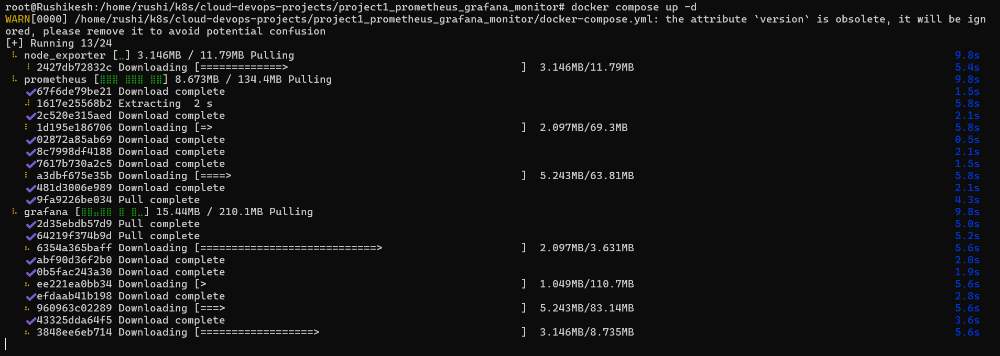 root@Rushikesh:/home/rushi/k8s/cloud-devops-projects/project1_prometheus_grafana_monitor# docker compose up -d
WARN[0000] /home/rushi/k8s/cloud-devops-projects/project1_prometheus_grafana_monitor/docker-compose.yml: the attribute `version` is obsolete, it will be ign
ored, please remove it to avoid potential confusion
[+] Running 13/24
⠧ node_exporter [⣀] 3.146MB / 11.79MB Pulling 9.8s
⠇ 2427db72832c Downloading [=============> ] 3.146MB/11.79MB 5.4s
⠧ prometheus [⣿⣿⣿ ⣿⣿⣿ ⣿⣿] 8.673MB / 134.4MB Pulling 9.8s
✔ 67f6de79be21 Download complete 1.5s
⠼ 1617e25568b2 Extracting 2 s 5.8s
✔ 2c520e315aed Download complete 2.1s
⠇ 1d195e186706 Downloading [=> ] 2.097MB/69.3MB 5.8s
✔ 02872a85ab69 Download complete 0.5s
✔ 8c7998df4188 Download complete 2.1s
✔ 7617b730a2c5 Download complete 1.5s
⠇ a3dbf675e35b Downloading [====> ] 5.243MB/63.81MB 5.8s
✔ 481d3006e989 Download complete 2.1s
✔ 9fa9226be034 Pull complete 4.3s
⠧ grafana [⣿⣿⣤⣿⣿ ⣿ ⣿⣀] 15.44MB / 210.1MB Pulling 9.8s
✔ 2d35ebdb57d9 Pull complete 5.0s
✔ 64219f374b9d Pull complete 5.2s
⠦ 6354a365baff Downloading [============================> ] 2.097MB/3.631MB 5.6s
✔ abf90d36f2b0 Download complete 2.0s
✔ 0b5fac243a30 Download complete 1.9s
⠦ ee221ea0bb34 Downloading [> ] 1.049MB/110.7MB 5.6s
✔ efdaab41b198 Download complete 2.8s
⠦ 960963c02289 Downloading [===> ] 5.243MB/83.14MB 5.6s
✔ 43325dda64f5 Download complete 3.6s
⠦ 3848ee6eb714 Downloading [==================> ] 3.146MB/8.735MB 5.6s